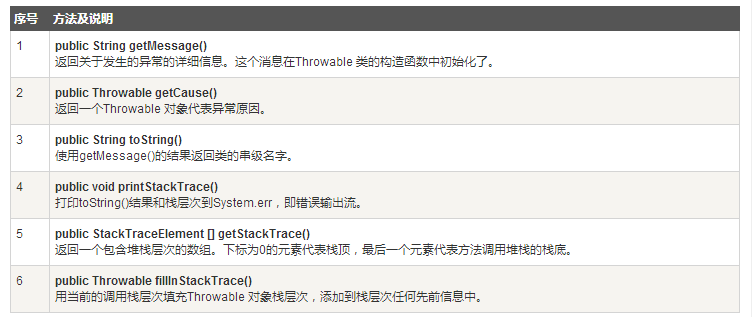 序号 方法及说明
1 public String getMessage()
返回关于发生的异常的详细信息。这个消息在Throwable 类的构造函数中初始化了。
2 public Throwable getCause()
返回一个Throwable 对象代表异常原因。
3 public String toString()
使用getMessage()的结果返回类的串级名字。
4 public void printStackTrace()
打印toString()结果和栈层次到System.err，即错误输出流。
5 public StackTraceElement [] getStackTrace()
返回一个包含堆栈层次的数组。下标为0的元素代表栈顶，最后一个元素代表方法调用堆栈的栈底。
6 public Throwable fillInStackTrace()
用当前的调用栈层次填充Throwable 对象栈层次，添加到栈层次任何先前信息中。